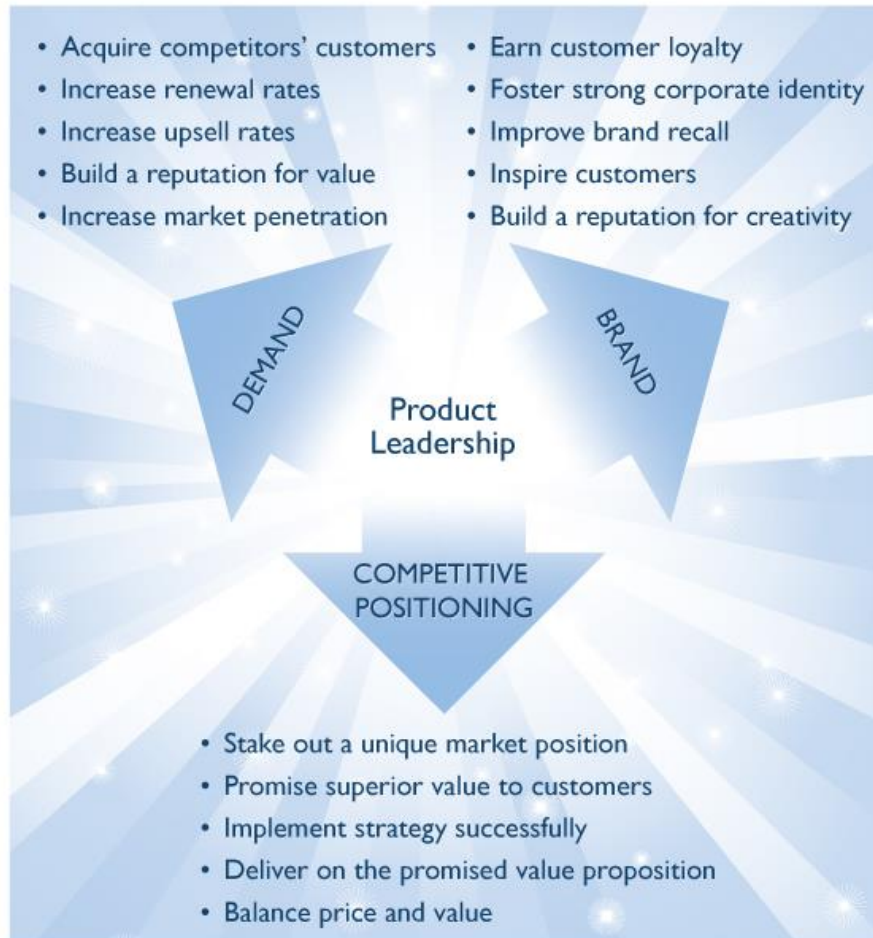 • Acquire competitors’ customers
• Increase renewal rates
• Increase upsell rates
• Build a reputation for value
• Increase market penetration
• Earn customer loyalty
• Foster strong corporate identity
• Improve brand recall
• Inspire customers
• Build a reputation for creativity
DEMAND
BRAND
Product
Leadership
COMPETITIVE
POSITIONING
• Stake out a unique market position
• Promise superior value to customers
• Implement strategy successfully
• Deliver on the promised value proposition
• Balance price and value